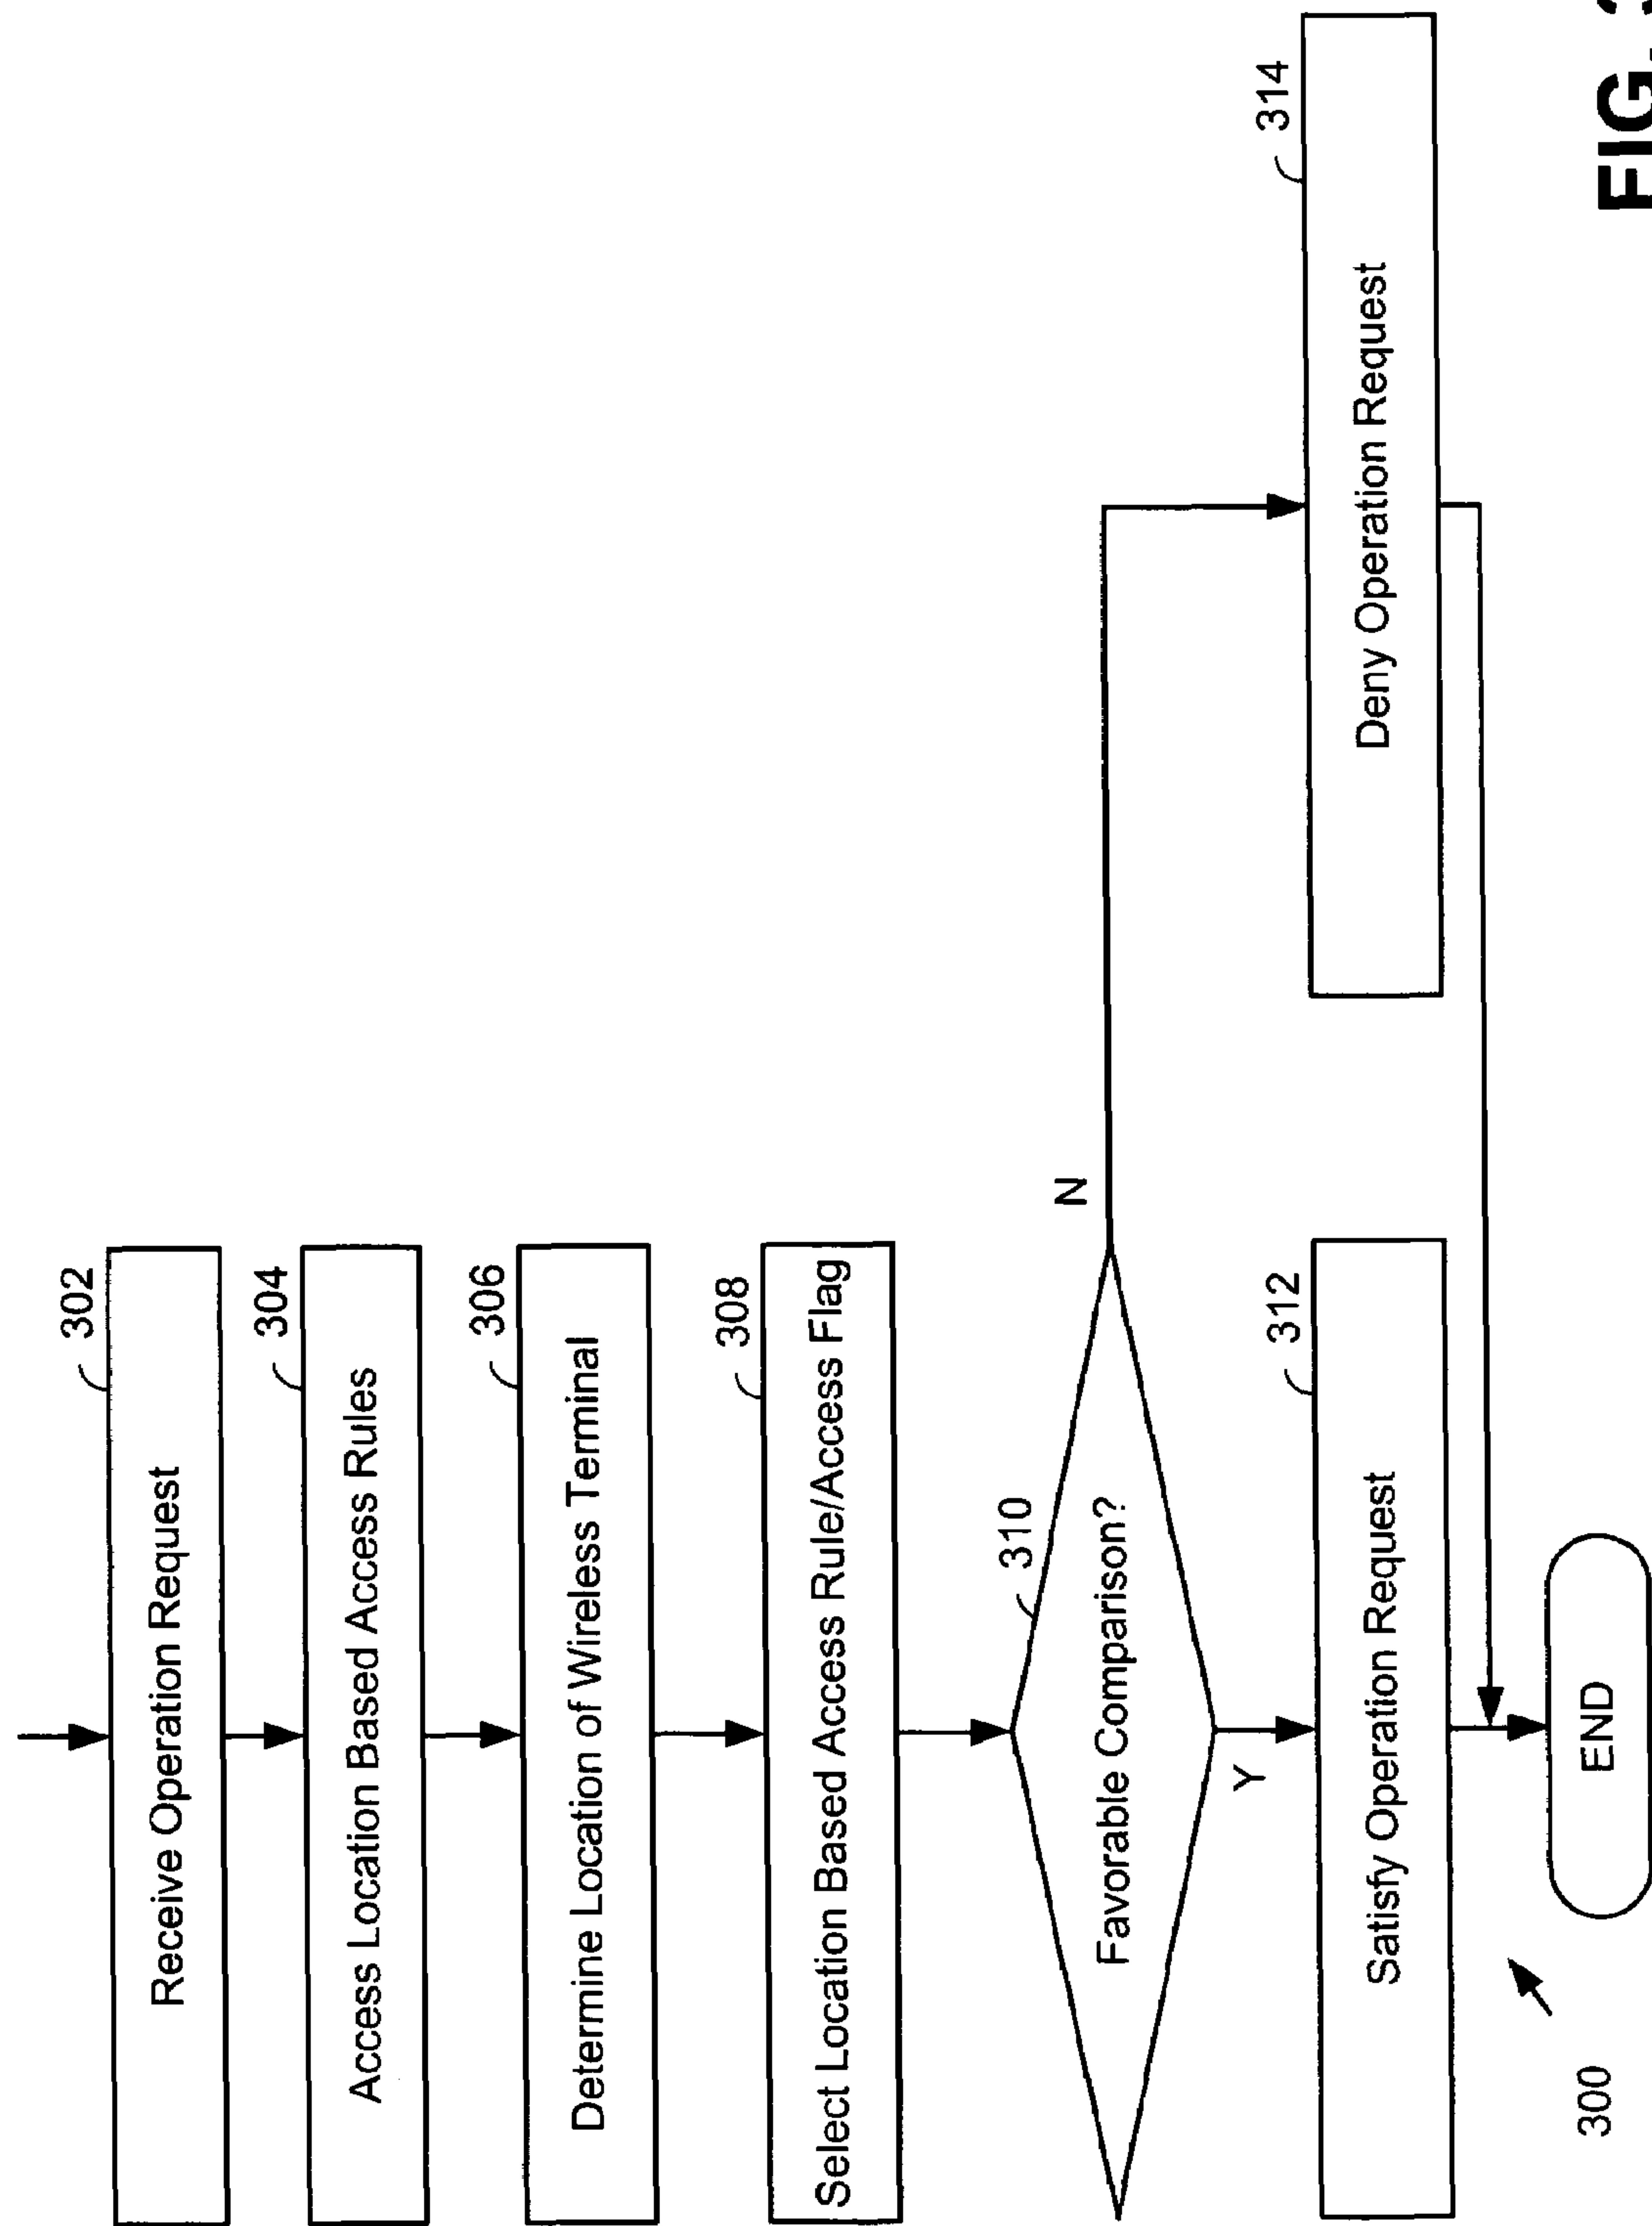 302
Receive Operation Request
304
Access Location Based Access Rules
306
Determine Location of Wireless Terminal
308
Select Location Based Access Rule/Access Flag
310
Favorable Comparison?
N
Y
312
Satisfy Operation Request
314
Deny Operation Request
END
300
FIG.